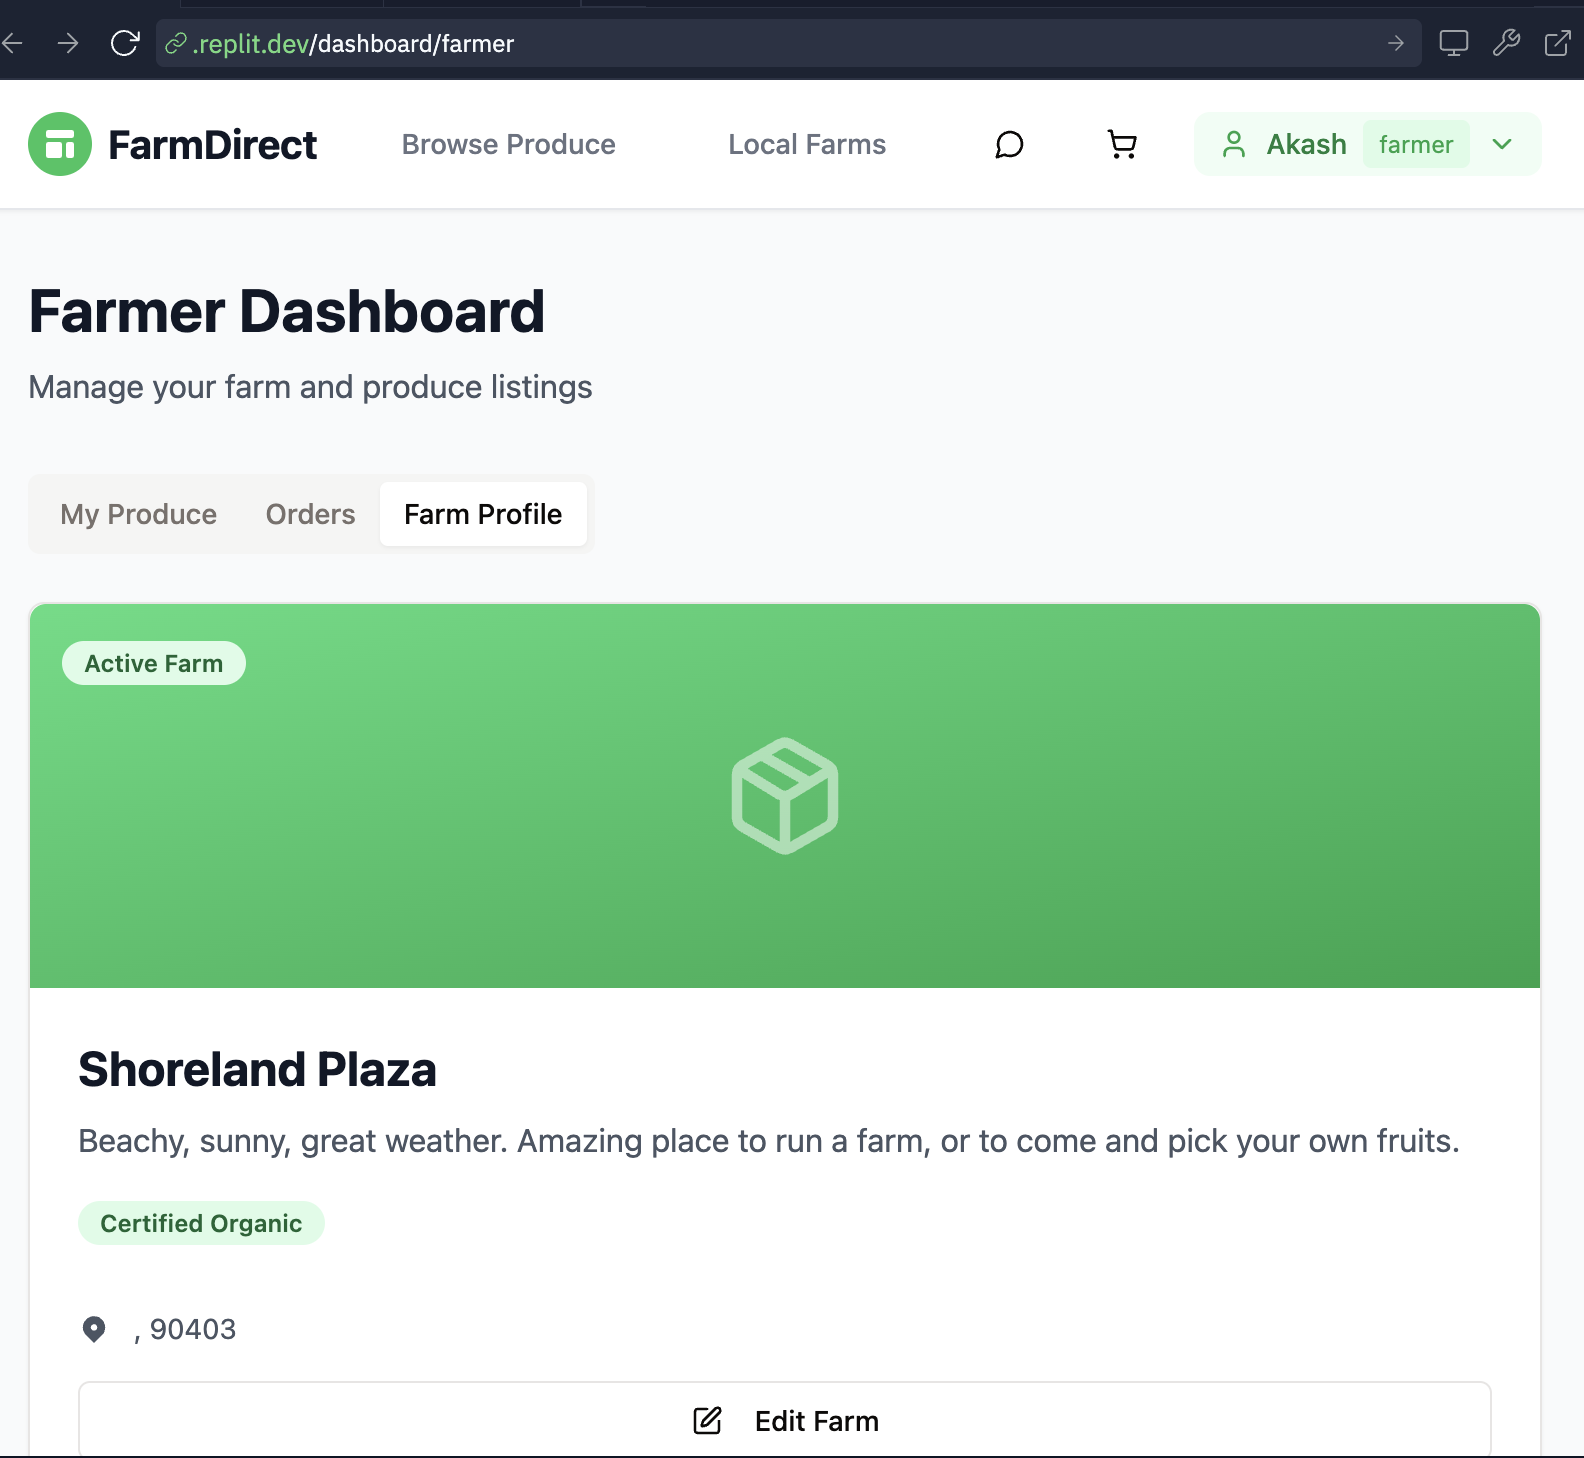 .replit.dev/dashboard/farmer
FarmDirect Browse Produce Local Farms Akash farmer
Farmer Dashboard
Manage your farm and produce listings
My Produce Orders Farm Profile
Active Farm
Shoreland Plaza
Beachy, sunny, great weather. Amazing place to run a farm, or to come and pick your own fruits.
Certified Organic
, 90403
Edit Farm